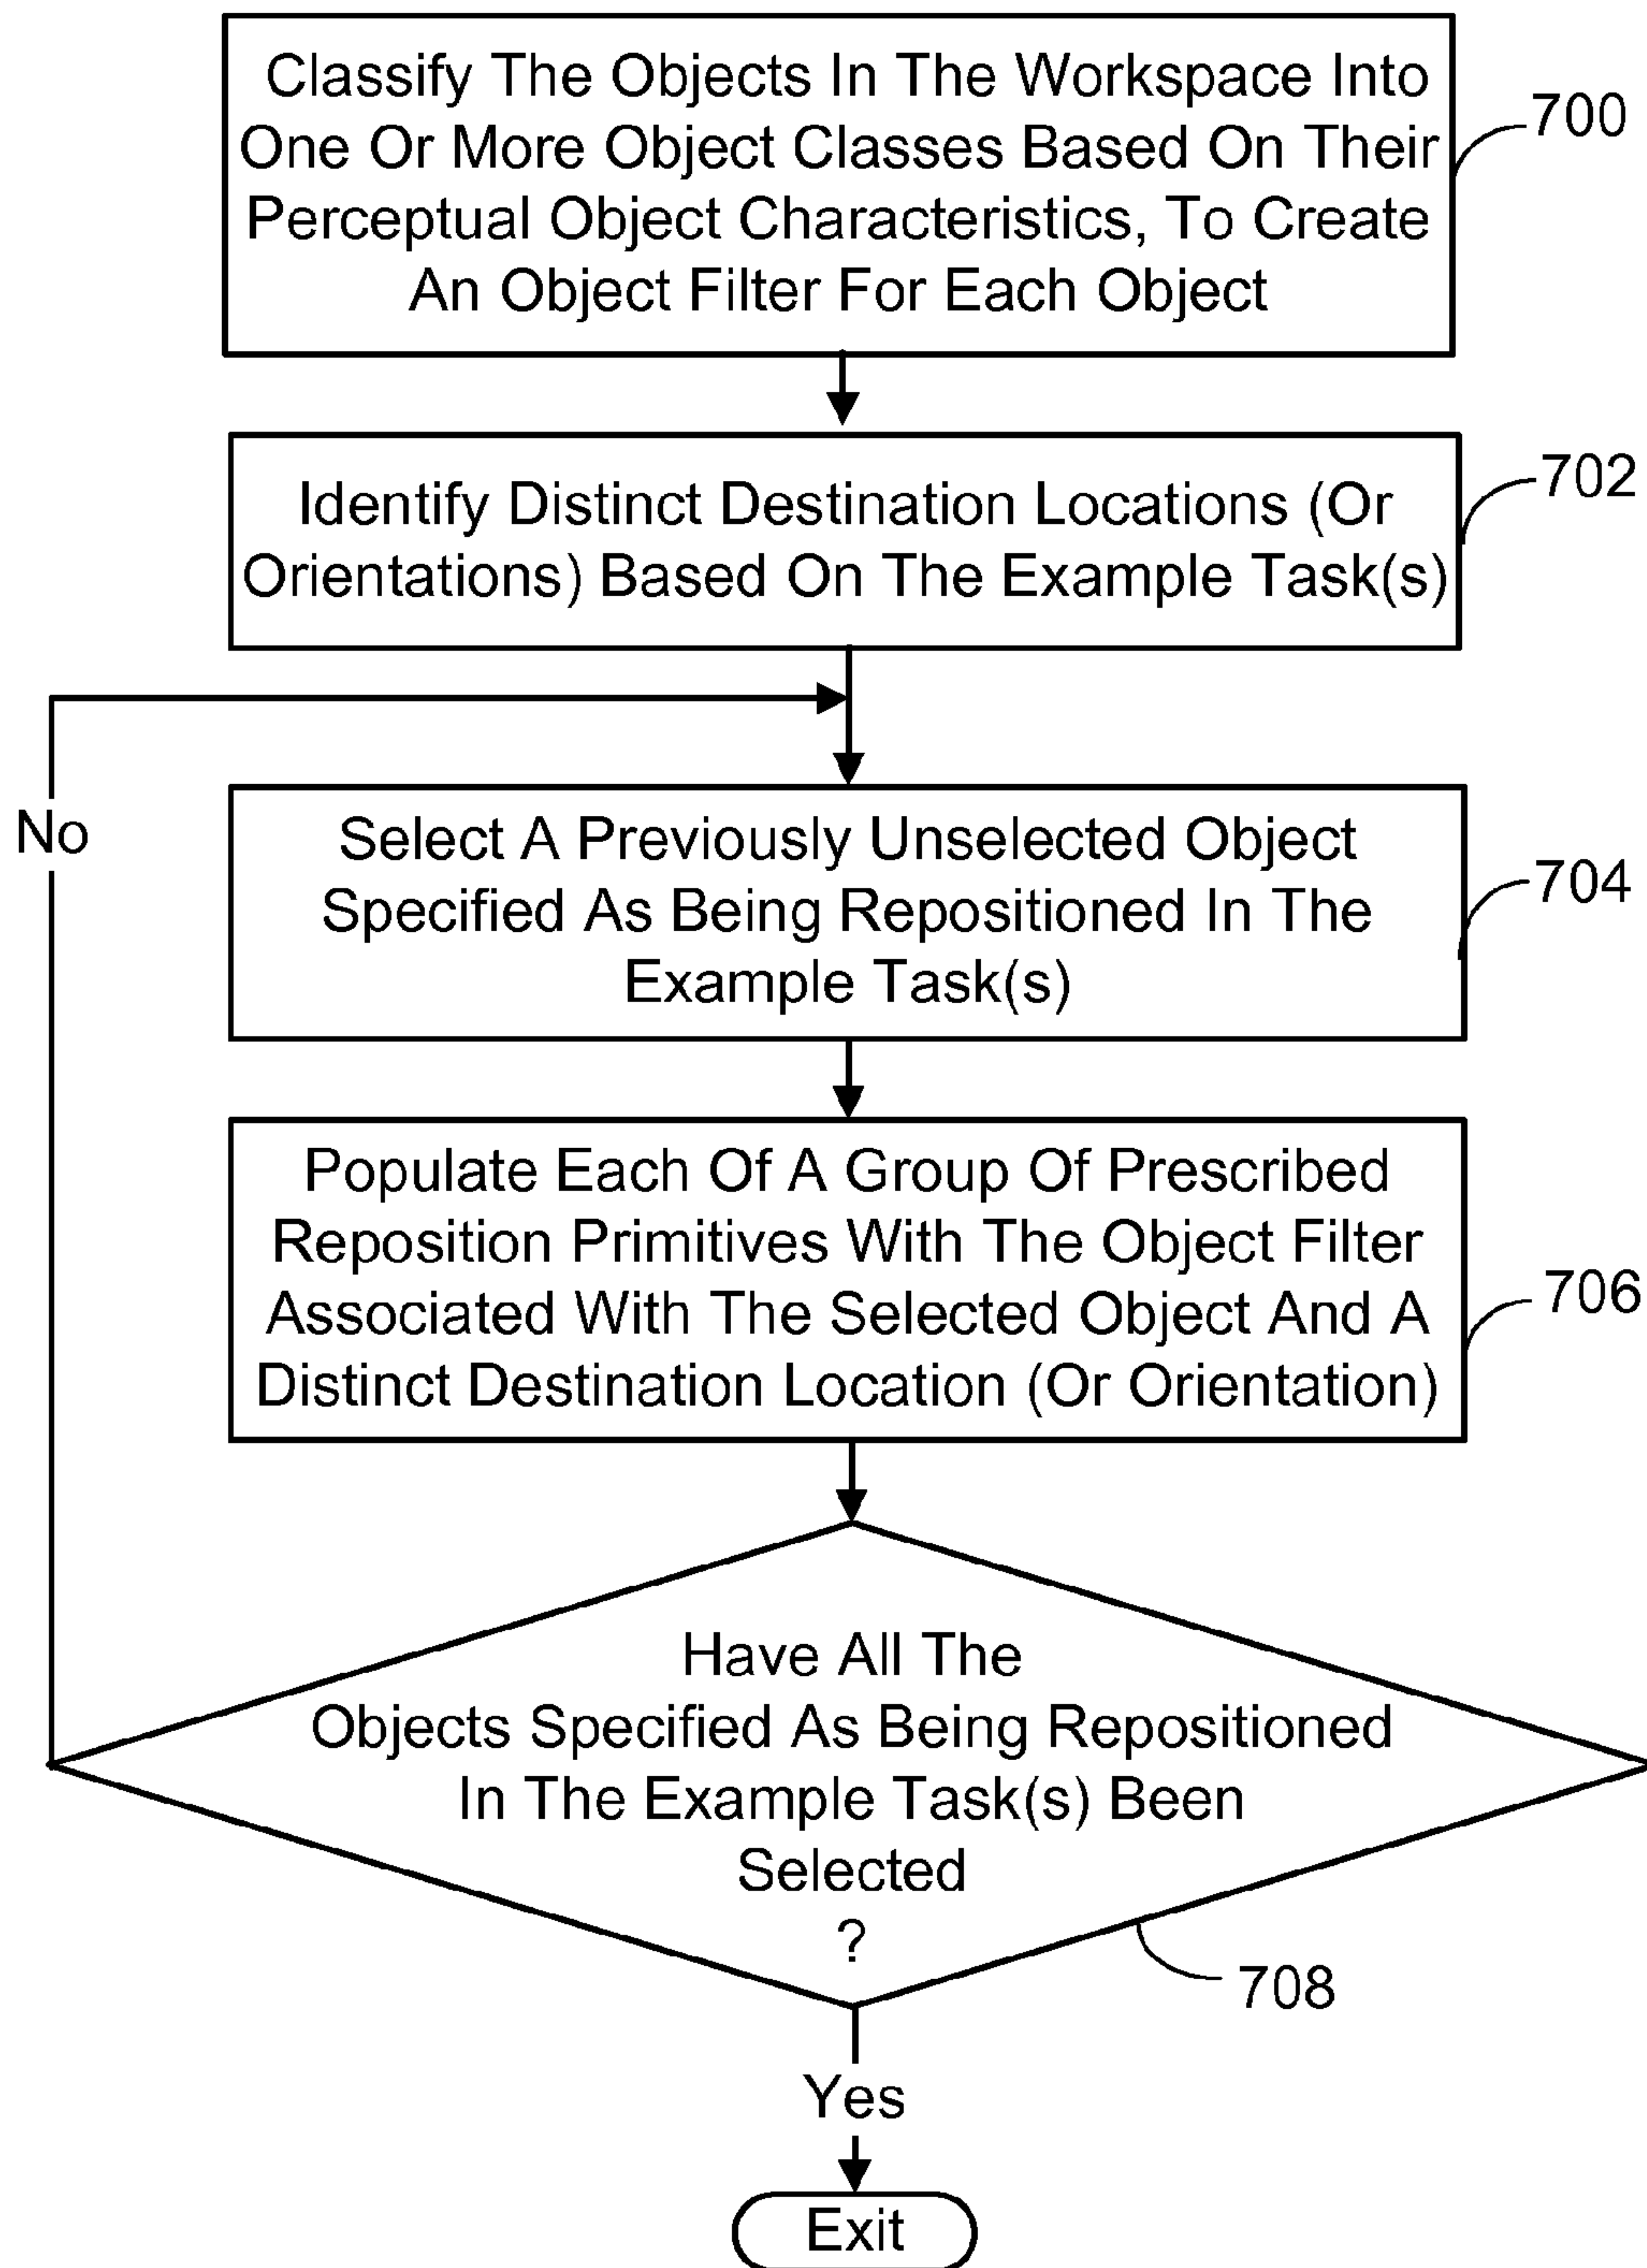 Classify The Objects In The Workspace Into
One Or More Object Classes Based On Their
Perceptual Object Characteristics, To Create
An Object Filter For Each Object
700
Identify Distinct Destination Locations (Or
Orientations) Based On The Example Task(s)
702
No
Select A Previously Unselected Object
Specified As Being Repositioned In The
Example Task(s)
704
Populate Each Of A Group Of Prescribed
Reposition Primitives With The Object Filter
Associated With The Selected Object And A
Distinct Destination Location (Or Orientation)
706
Have All The
Objects Specified As Being Repositioned
In The Example Task(s) Been
Selected
?
708
Yes
Exit